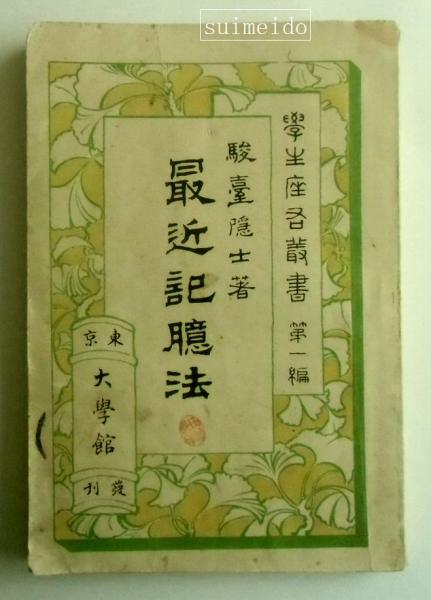 suimeido
學生座右叢書 第一編
駿臺隱士著
最近記臆法
東京
大學館
發刊